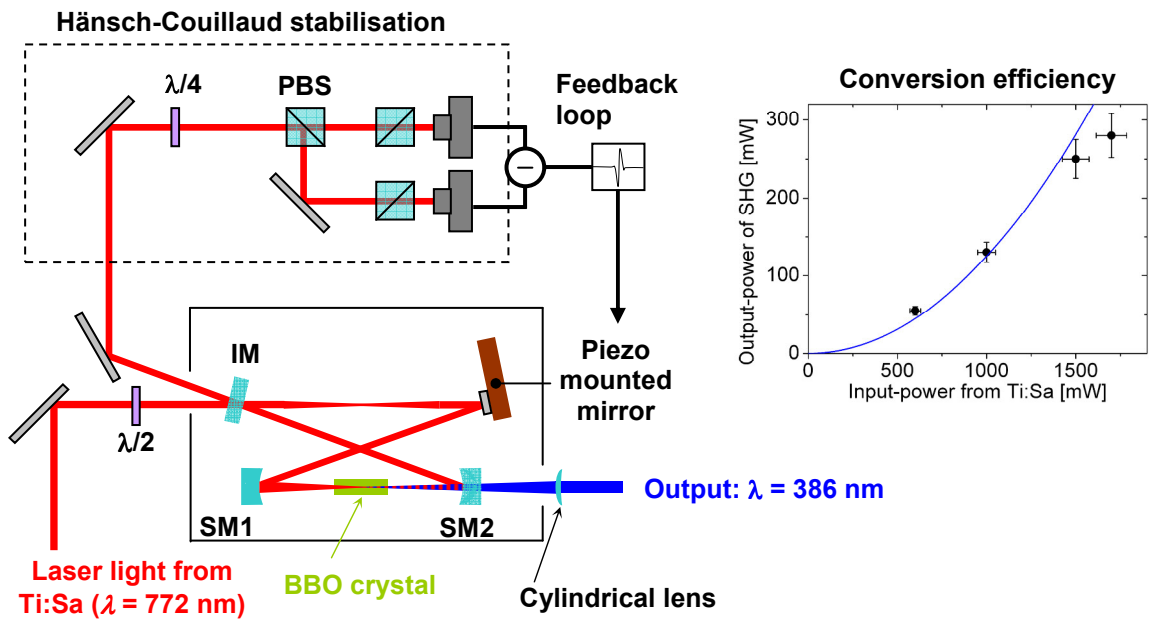 Hänsch-Couillaud stabilisation
λ/4
PBS
Feedback
loop
−
Piezo
mounted
mirror
IM
λ/2
SM1
SM2
BBO crystal
Output: λ = 386 nm
Cylindrical lens
Laser light from
Ti:Sa (λ = 772 nm)
Conversion efficiency
Output-power of SHG [mW]
300
200
100
0
0 500 1000 1500
Input-power from Ti:Sa [mW]